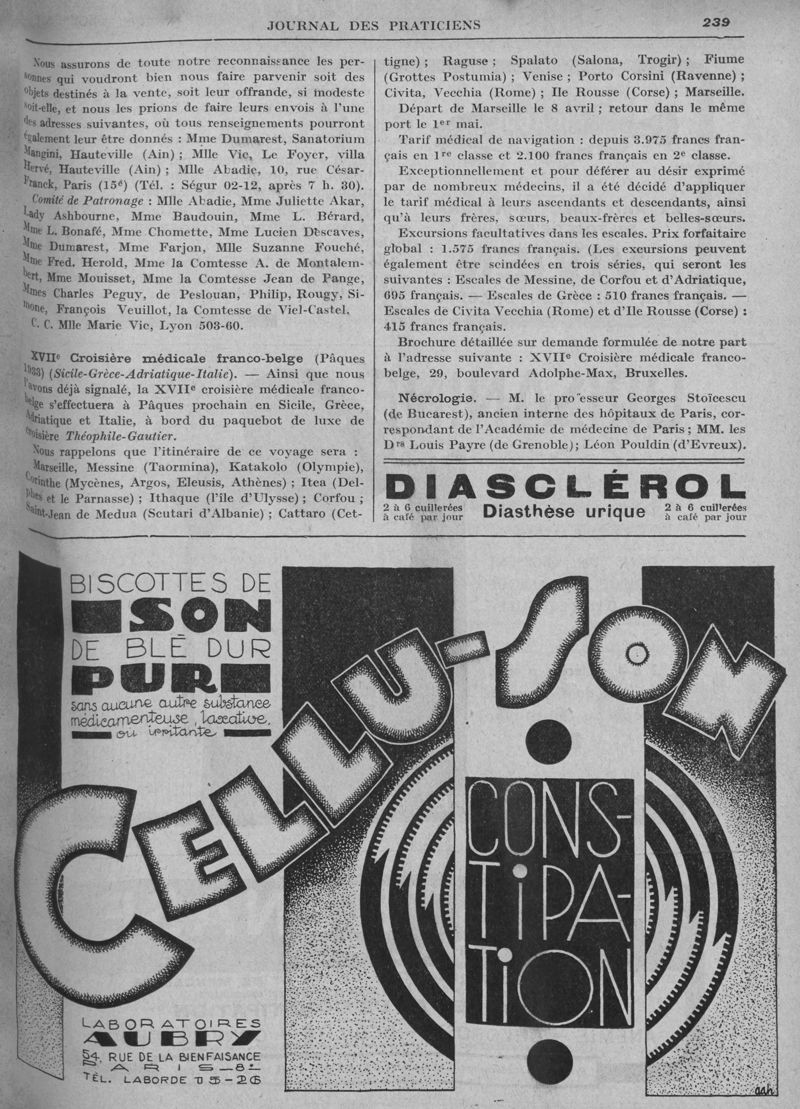 JOURNAL DES PRATICIENS
239
Nous assurons de toute notre reconnaissance les per-
sonnes qui voudront bien nous faire parvenir soit des
objets destinés à la vente, soit leur offrande, si modeste
soit-elle, et nous les prions de faire leurs envois à l'une
des adresses suivantes, où tous renseignements pourront
également leur être donnés : Mme Dumarest, Sanatorium
Mangini, Hauteville (Ain) ; Mlle Vic, Le Foyer, villa
Hervé, Hauteville (Ain) ; Mlle Abadie, 10, rue César-
Franck, Paris (15e) (Tél. : Ségur 02-12, après 7 h. 30).
Comité de Patronage : Mlle Abadie, Mme Juliette Akar,
Lady Ashbourne, Mme Baudouin, Mme L. Bérard,
Mme L. Bonafé, Mme Chomette, Mme Lucien Descaves,
Mme Dumarest, Mme Farjon, Mlle Suzanne Fouché,
Mme Fred. Herold, Mme la Comtesse A. de Montalem-
bert, Mme Mouisset, Mme la Comtesse Jean de Pange,
Mmes Charles Peguy, de Peslouan, Philip, Rougy, Si-
mone, François Veuillot, la Comtesse de Viel-Castel.
C. C. Mlle Marie Vic, Lyon 503-60.
XVIIe Croisière médicale franco-belge (Pâques
1933) (Sicile-Grèce-Adriatique-Italie). — Ainsi que nous
l'avons déjà signalé, la XVIIe croisière médicale franco-
belge s'effectuera à Pâques prochain en Sicile, Grèce,
Adriatique et Italie, à bord du paquebot de luxe de
croisière Théophile-Gautier.
Nous rappelons que l'itinéraire de ce voyage sera :
Marseille, Messine (Taormina), Katakolo (Olympie),
Corinthe (Mycènes, Argos, Eleusis, Athènes) ; Itea (Del-
phes et le Parnasse) ; Ithaque (l'île d'Ulysse) ; Corfou ;
Saint-Jean de Medua (Scutari d'Albanie) ; Cattaro (Cet-
tigne) ; Raguse ; Spalato (Salona, Trogir) ; Fiume
(Grottes Postumia) ; Venise ; Porto Corsini (Ravenne) ;
Civita, Vecchia (Rome) ; Ile Rousse (Corse) ; Marseille.
Départ de Marseille le 8 avril ; retour dans le même
port le 1er mai.
Tarif médical de navigation : depuis 3.975 francs fran-
çais en 1re classe et 2.100 francs français en 2e classe.
Exceptionnellement et pour déférer au désir exprimé
par de nombreux médecins, il a été décidé d'appliquer
le tarif médical à leurs ascendants et descendants, ainsi
qu'à leurs frères, sœurs, beaux-frères et belles-sœurs.
Excursions facultatives dans les escales. Prix forfaitaire
global : 1.575 francs français. (Les exeursions peuvent
également être scindées en trois séries, qui seront les
suivantes : Escales de Messine, de Corfou et d'Adriatique,
695 français. — Escales de Grèce : 510 francs français. —
Escales de Civita Vecchia (Rome) et d'Ile Rousse (Corse) :
415 francs français.
Brochure détaillée sur demande formulée de notre part
à l'adresse suivante : XVIIe Croisière médicale franco-
belge, 29, boulevard Adolphe-Max, Bruxelles.
Nécrologie. — M. le professeur Georges Stoïcescu
(de Bucarest), ancien interne des hôpitaux de Paris, cor-
respondant de l'Académie de médecine de Paris ; MM. les
Drs Louis Payre (de Grenoble) ; Léon Pouldin (d'Evreux).
DIASCLÉROL
2 à 6 cuillerées
à café par jour
Diasthèse urique
2 à 6 cuillerées
à café par jour
BISCOTTES DE
SON
DE BLÉ DUR
PUR
sans aucune autre substance
médicamenteuse, laxative,
ou irritante
CELLU-SON
CONS-
TIPA-
TION
LABORATOIRES
AUBRY
54, RUE DE LA BIENFAISANCE
PARIS-8e
TÉL. LABORDE 15-26